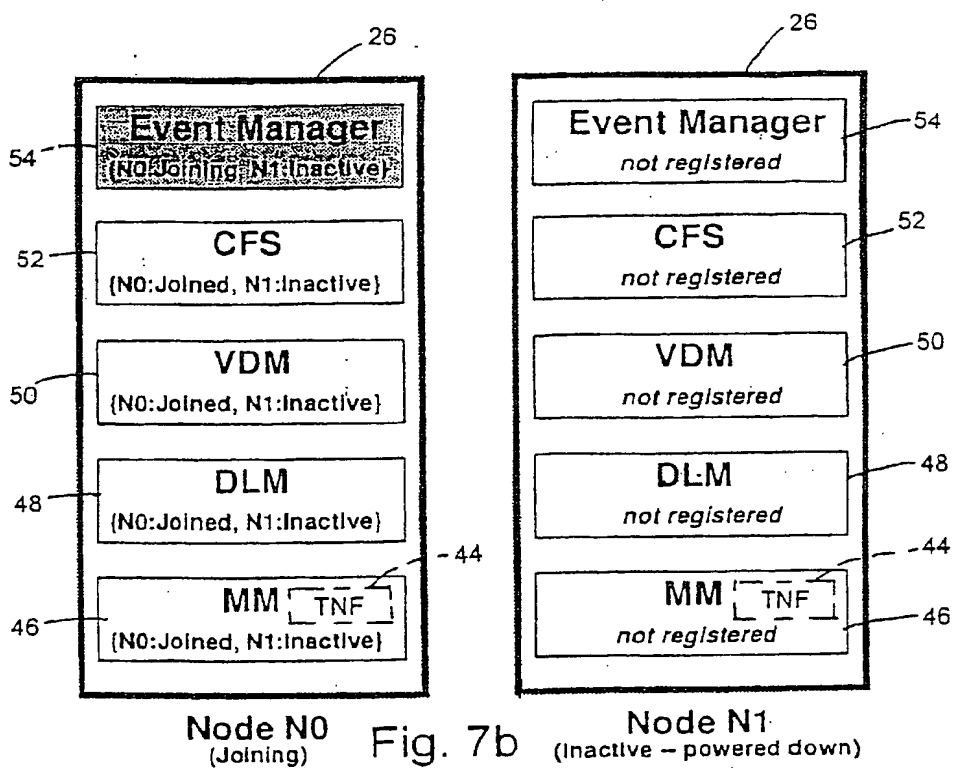 26
Event Manager
54
{N0:Joining, N1:Inactive}
CFS
52
{N0:Joined, N1:Inactive}
VDM
50
{N0:Joined, N1:Inactive}
DLM
48
{N0:Joined, N1:Inactive}
44
MM
TNF
46
{N0:Joined, N1:Inactive}
Node N0
(Joining)
26
Event Manager
54
not registered
CFS
52
not registered
VDM
50
not registered
DLM
48
not registered
44
MM
TNF
46
not registered
Node N1
(Inactive – powered down)
Fig. 7b